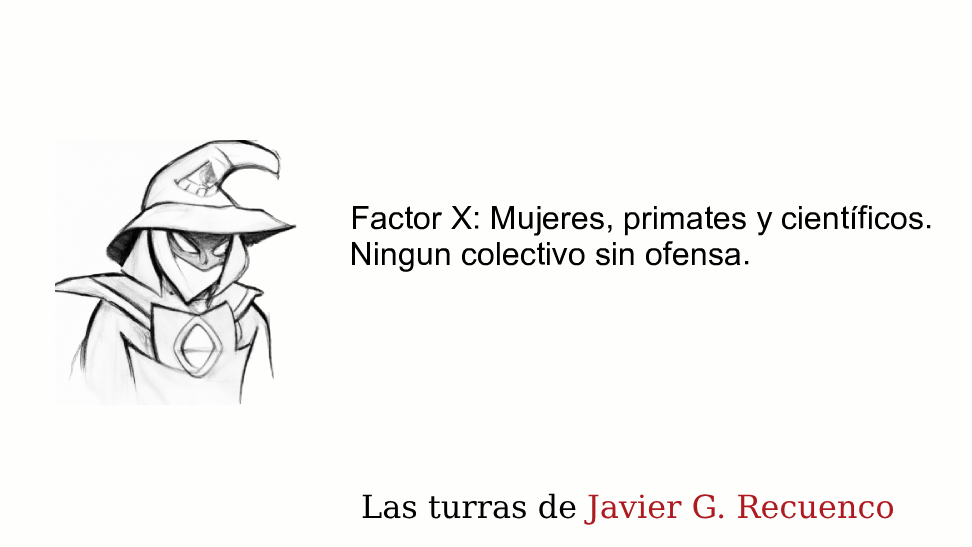 Factor X: Mujeres, primates y científicos.
Ningun colectivo sin ofensa.
Las turras de Javier G. Recuenco